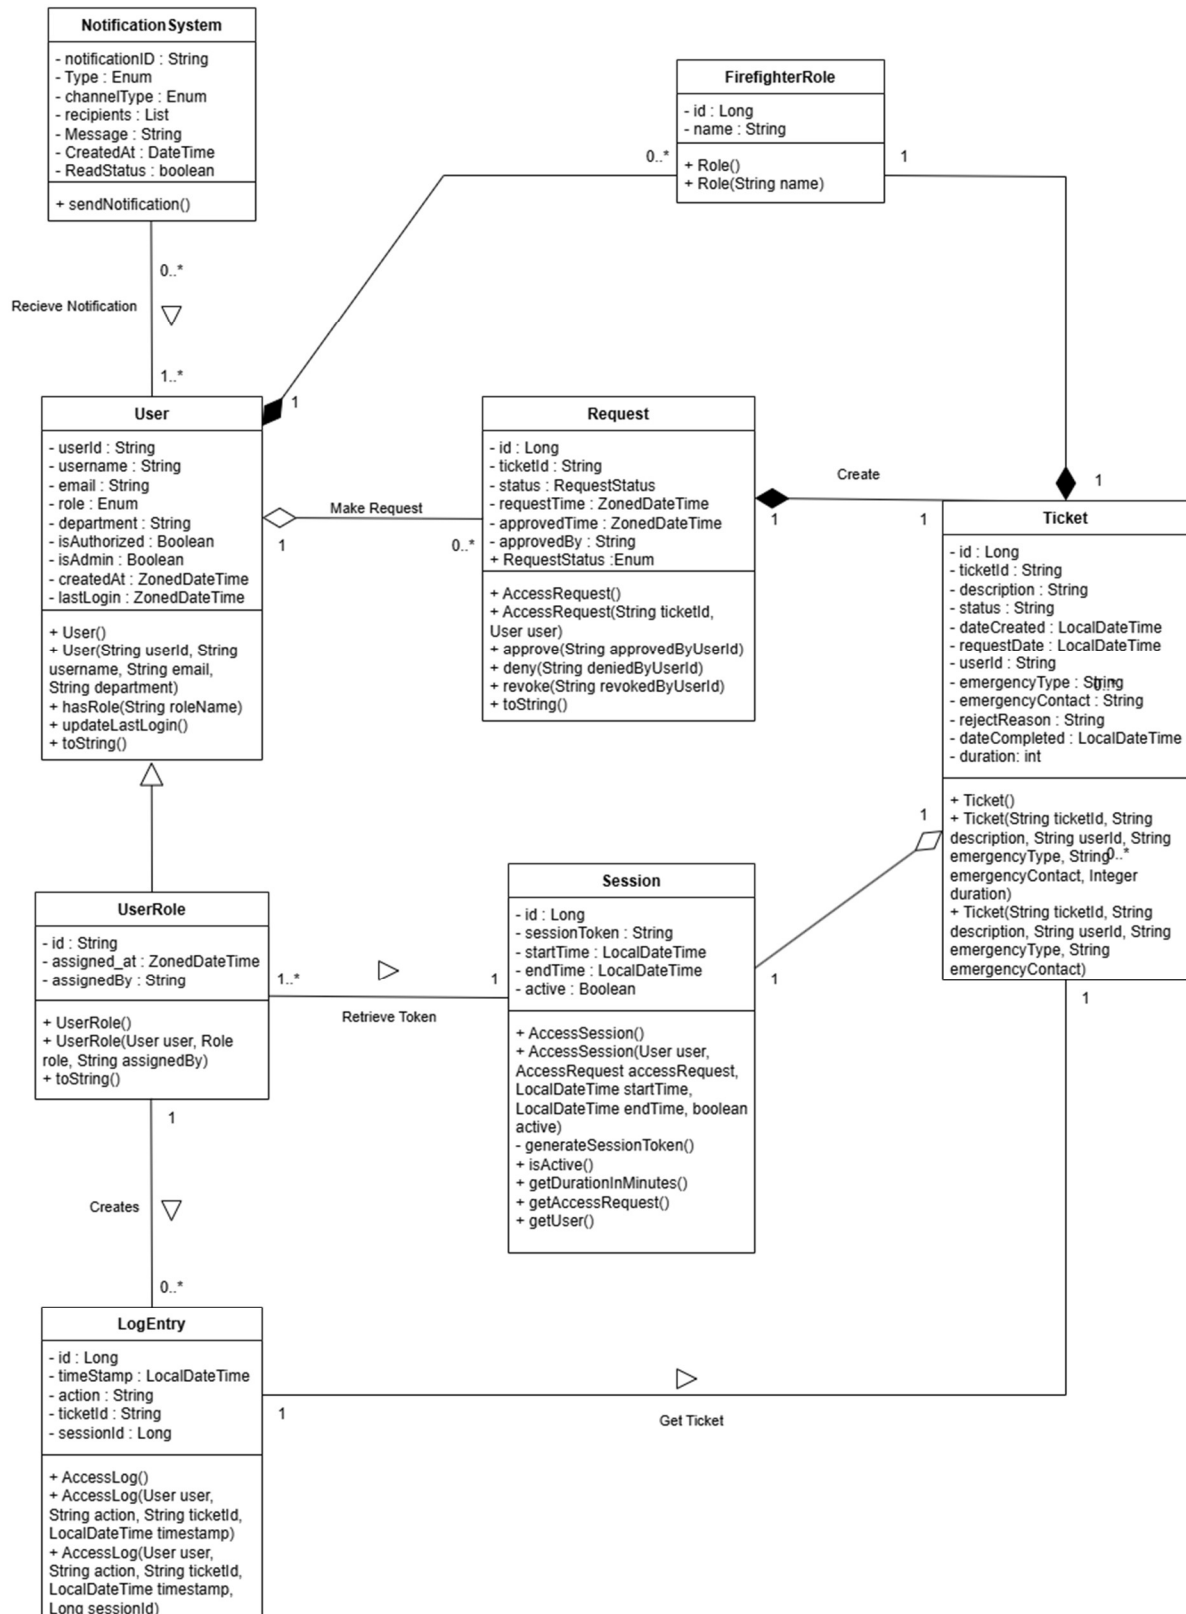 NotificationSystem
- notificationID : String
- Type : Enum
- channelType : Enum
- recipients : List
- Message : String
- CreatedAt : DateTime
- ReadStatus : boolean
+ sendNotification()
0..*
Recieve Notification
1..*
FirefighterRole
- id : Long
- name : String
+ Role()
+ Role(String name)
0..*
1
User
- userId : String
- username : String
- email : String
- role : Enum
- department : String
- isAuthorized : Boolean
- isAdmin : Boolean
- createdAt : ZonedDateTime
- lastLogin : ZonedDateTime
+ User()
+ User(String userId, String
username, String email,
String department)
+ hasRole(String roleName)
+ updateLastLogin()
+ toString()
1
Make Request
1
0..*
Request
- id : Long
- ticketId : String
- status : RequestStatus
- requestTime : ZonedDateTime
- approvedTime : ZonedDateTime
- approvedBy : String
+ RequestStatus :Enum
+ AccessRequest()
+ AccessRequest(String ticketId,
User user)
+ approve(String approvedByUserId)
+ deny(String deniedByUserId)
+ revoke(String revokedByUserId)
+ toString()
Create
1
1
1
Ticket
- id : Long
- ticketId : String
- description : String
- status : String
- dateCreated : LocalDateTime
- requestDate : LocalDateTime
- userId : String
- emergencyType : String
0..*
- emergencyContact : String
- rejectReason : String
- dateCompleted : LocalDateTime
- duration: int
+ Ticket()
+ Ticket(String ticketId, String
description, String userId, String
emergencyType, String
0..*
emergencyContact, Integer
duration)
+ Ticket(String ticketId, String
description, String userId, String
emergencyType, String
emergencyContact)
1
1
UserRole
- id : String
- assigned_at : ZonedDateTime
- assignedBy : String
+ UserRole()
+ UserRole(User user, Role
role, String assignedBy)
+ toString()
1..*
Retrieve Token
1
Session
- id : Long
- sessionToken : String
- startTime : LocalDateTime
- endTime : LocalDateTime
- active : Boolean
+ AccessSession()
+ AccessSession(User user,
AccessRequest accessRequest,
LocalDateTime startTime,
LocalDateTime endTime, boolean
active)
- generateSessionToken()
+ isActive()
+ getDurationInMinutes()
+ getAccessRequest()
+ getUser()
1
1
Creates
0..*
LogEntry
- id : Long
- timeStamp : LocalDateTime
- action : String
- ticketId : String
- sessionId : Long
+ AccessLog()
+ AccessLog(User user,
String action, String ticketId,
LocalDateTime timestamp)
+ AccessLog(User user,
String action, String ticketId,
LocalDateTime timestamp,
Long sessionId)
1
Get Ticket